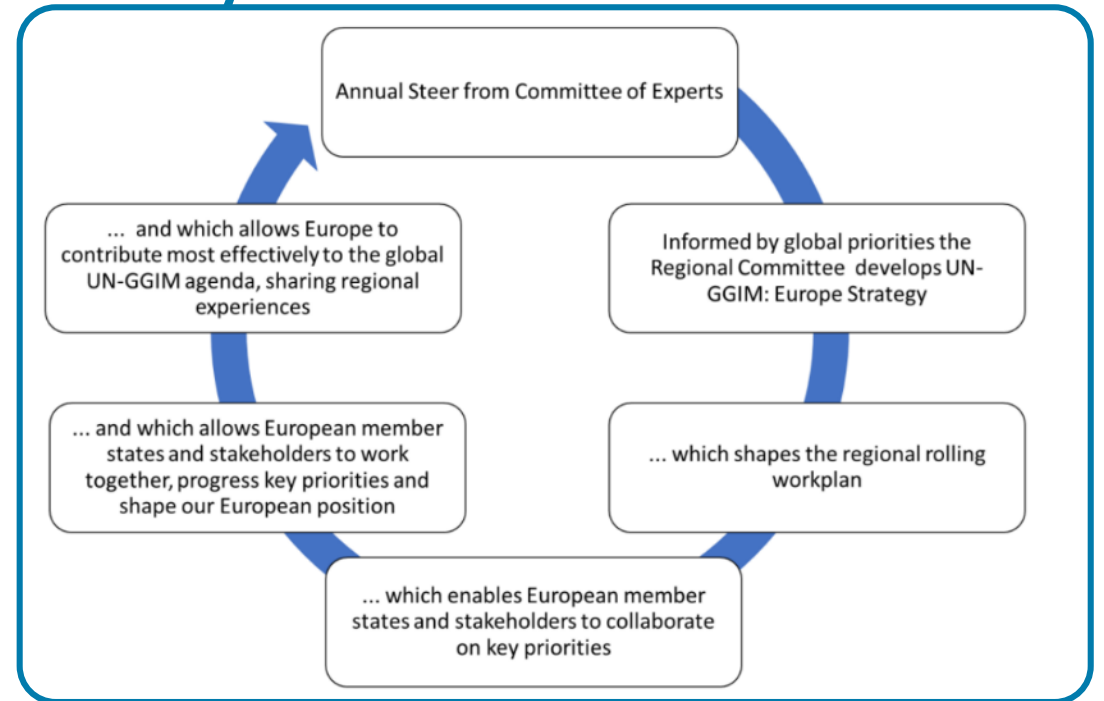 Annual Steer from Committee of Experts
Informed by global priorities the
Regional Committee develops UN-
GGIM: Europe Strategy
... which shapes the regional rolling
workplan
... which enables European member
states and stakeholders to collaborate
on key priorities
... and which allows European member
states and stakeholders to work
together, progress key priorities and
shape our European position
... and which allows Europe to
contribute most effectively to the global
UN-GGIM agenda, sharing regional
experiences